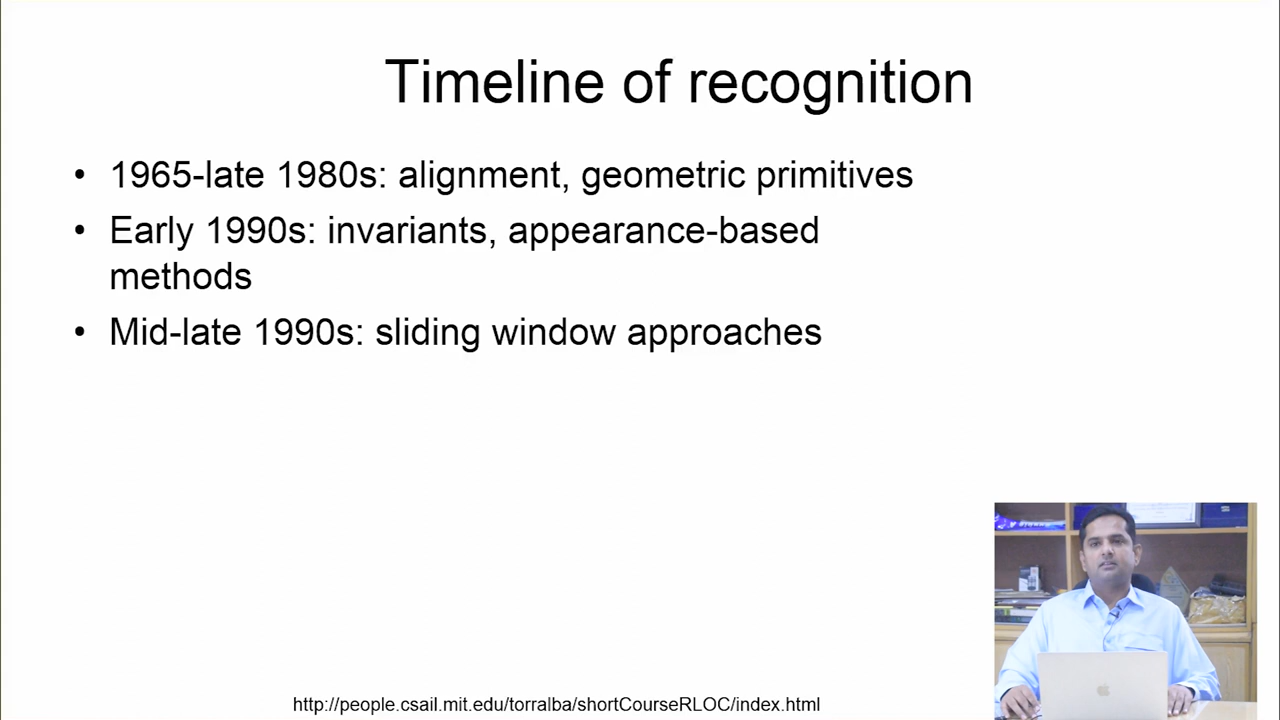 Timeline of recognition
• 1965-late 1980s: alignment, geometric primitives
• Early 1990s: invariants, appearance-based
methods
• Mid-late 1990s: sliding window approaches
http://people.csail.mit.edu/torralba/shortCourseRLOC/index.html